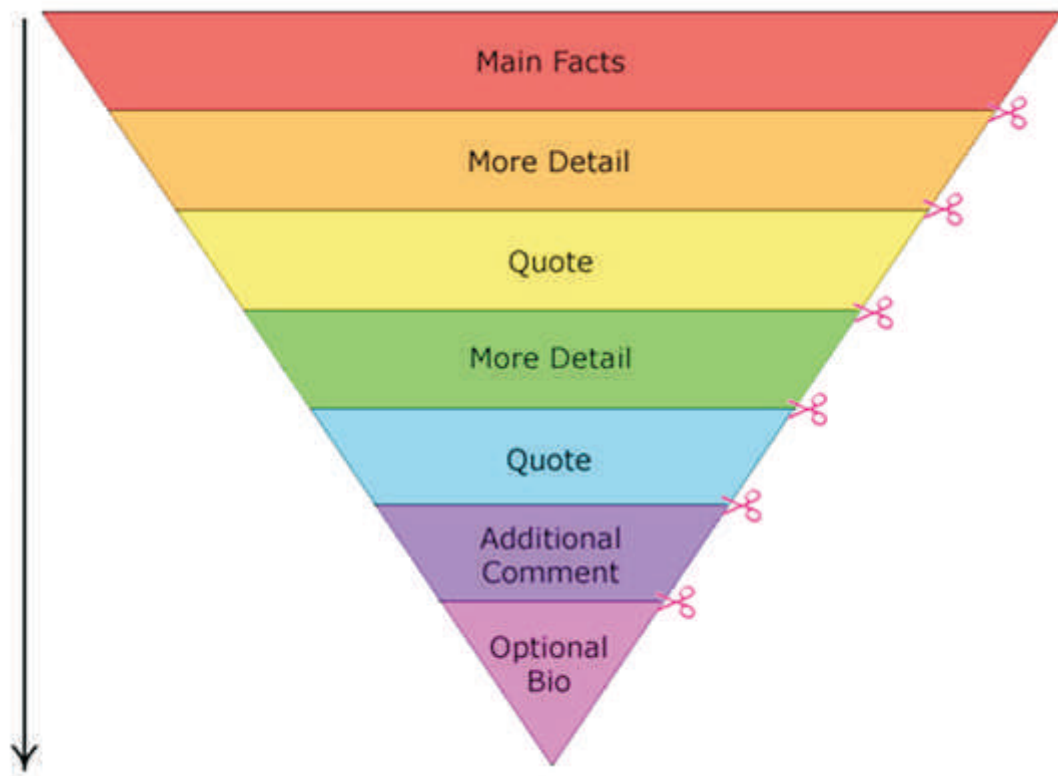 Main Facts
More Detail
Quote
More Detail
Quote
Additional
Comment
Optional
Bio